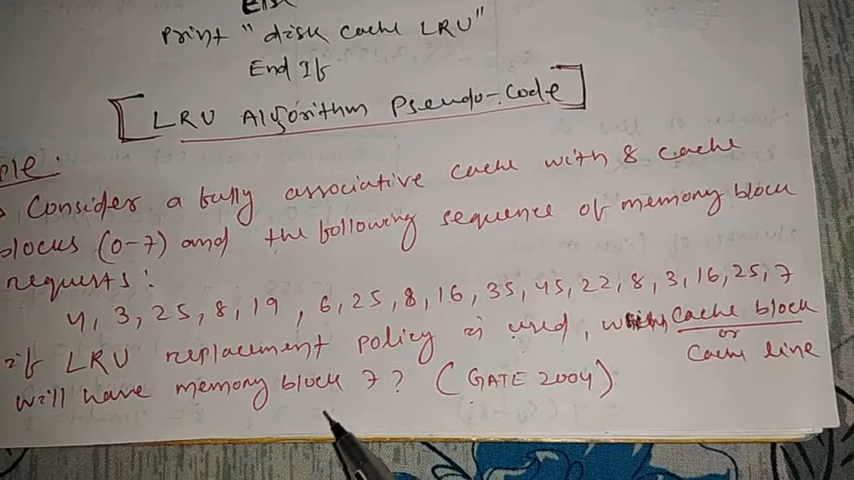 Else
Print "disk cache LRU"
End If
[LRU Algorithm Pseudo-Code]
ple:
Consider a fully associative cache with 8 cache
blocks (0-7) and the following sequence of memory block
requests:
4, 3, 25, 8, 19, 6, 25, 8, 16, 35, 45, 22, 8, 3, 16, 25, 7
if LRU replacement policy is used, which cache block
or
cache line
will have memory block 7? (GATE 2004)